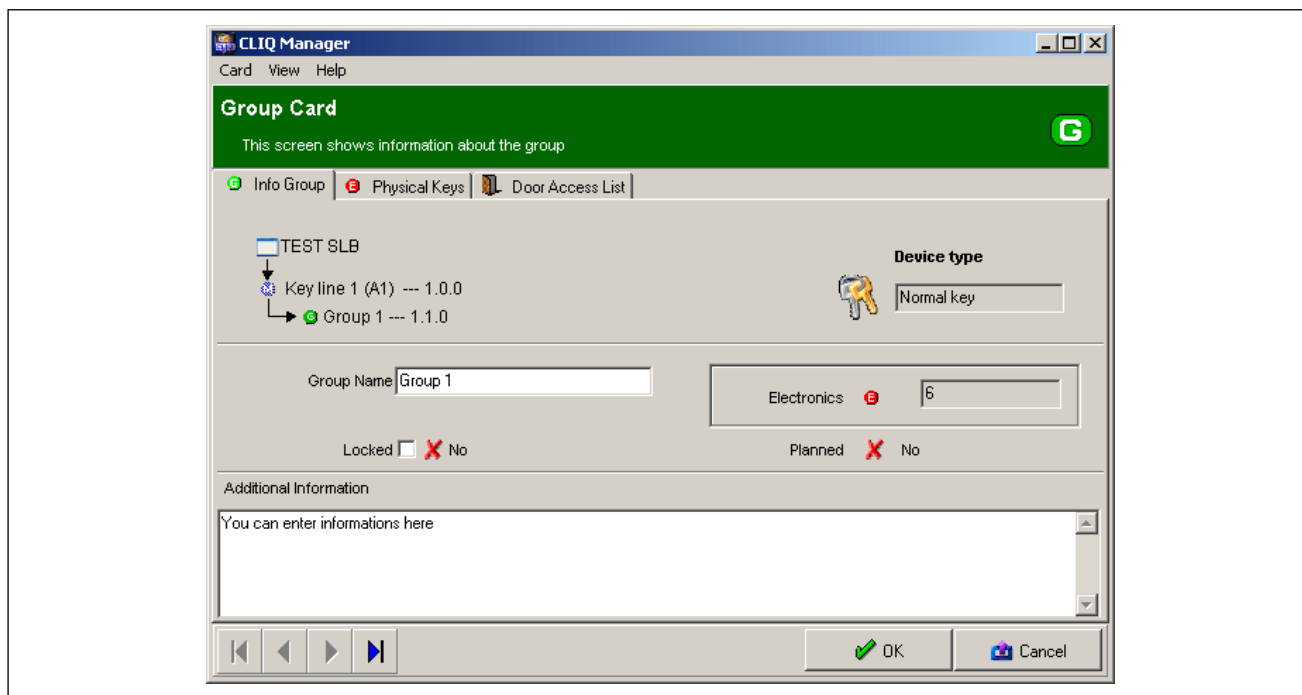 CLIQ Manager
Card View Help
Group Card
G
This screen shows information about the group
G Info Group E Physical Keys Door Access List
TEST SLB
Key line 1 (A1) --- 1.0.0
G Group 1 --- 1.1.0
Device type
Normal key
Group Name Group 1
Electronics E 6
Locked No
Planned No
Additional Information
You can enter informations here
OK Cancel